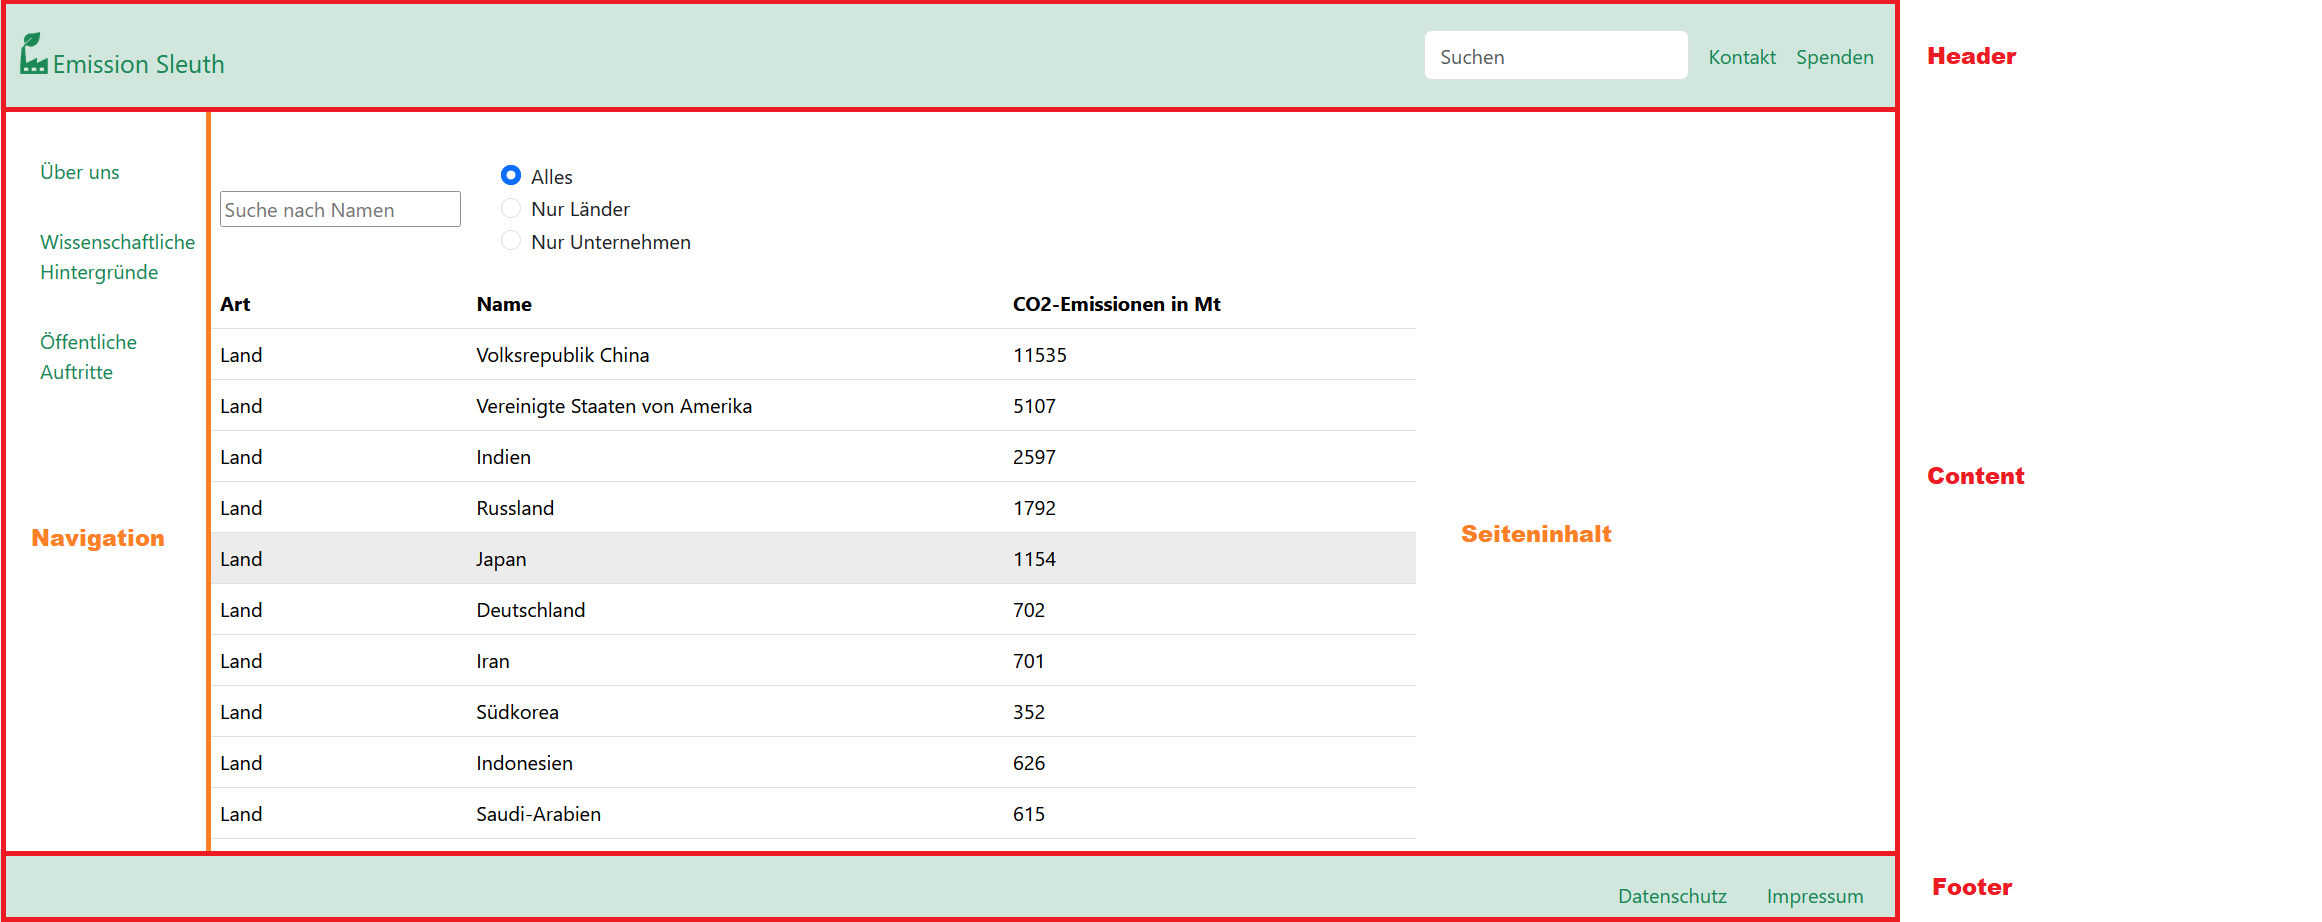 Emission Sleuth
Suchen
Kontakt Spenden
Header
Über uns
Wissenschaftliche
Hintergründe
Öffentliche
Auftritte
Navigation
Suche nach Namen
Alles
Nur Länder
Nur Unternehmen
Art Name CO2-Emissionen in Mt
Land Volksrepublik China 11535
Land Vereinigte Staaten von Amerika 5107
Land Indien 2597
Land Russland 1792
Land Japan 1154
Land Deutschland 702
Land Iran 701
Land Südkorea 352
Land Indonesien 626
Land Saudi-Arabien 615
Seiteninhalt
Content
Datenschutz Impressum
Footer